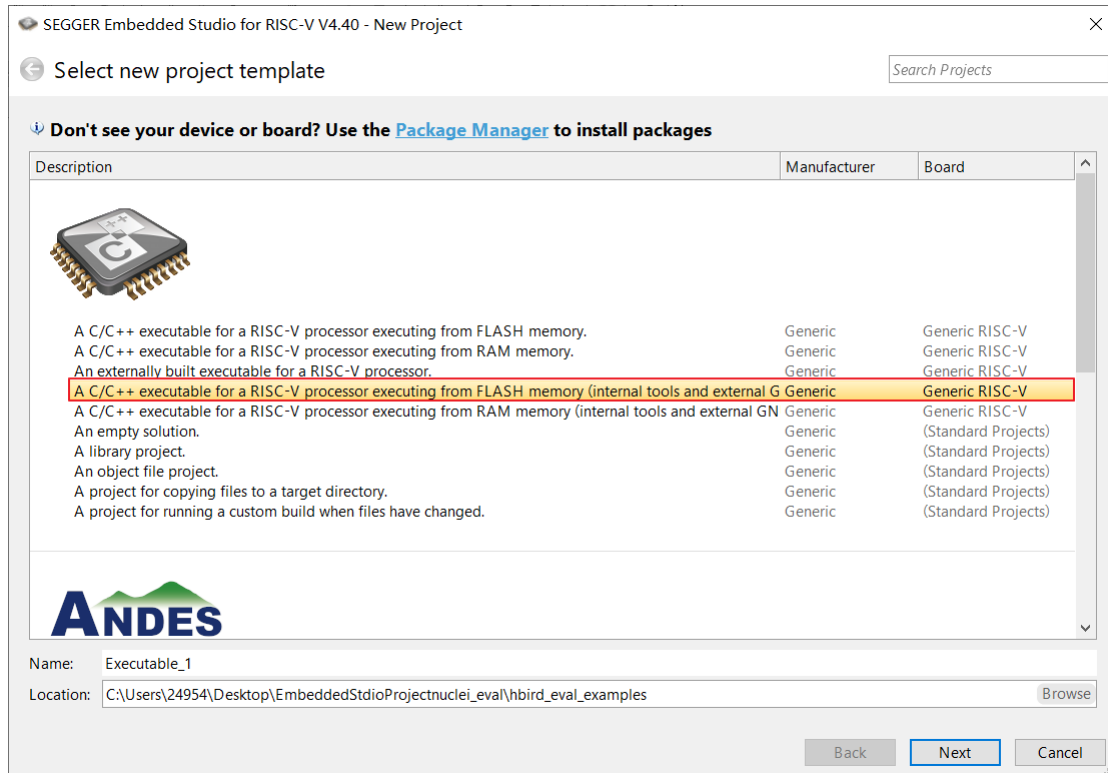 SEGGER Embedded Studio for RISC-V V4.40 - New Project
Select new project template
Search Projects
Don't see your device or board? Use the Package Manager to install packages
Description Manufacturer Board
C
A C/C++ executable for a RISC-V processor executing from FLASH memory. Generic Generic RISC-V
A C/C++ executable for a RISC-V processor executing from RAM memory. Generic Generic RISC-V
An externally built executable for a RISC-V processor. Generic Generic RISC-V
A C/C++ executable for a RISC-V processor executing from FLASH memory (internal tools and external G Generic Generic RISC-V
A C/C++ executable for a RISC-V processor executing from RAM memory (internal tools and external GN Generic Generic RISC-V
An empty solution. Generic (Standard Projects)
A library project. Generic (Standard Projects)
An object file project. Generic (Standard Projects)
A project for copying files to a target directory. Generic (Standard Projects)
A project for running a custom build when files have changed. Generic (Standard Projects)
ANDES
Name: Executable_1
Location: C:\Users\24954\Desktop\EmbeddedStdioProjectnuclei_eval\hbird_eval_examples Browse
Back Next Cancel